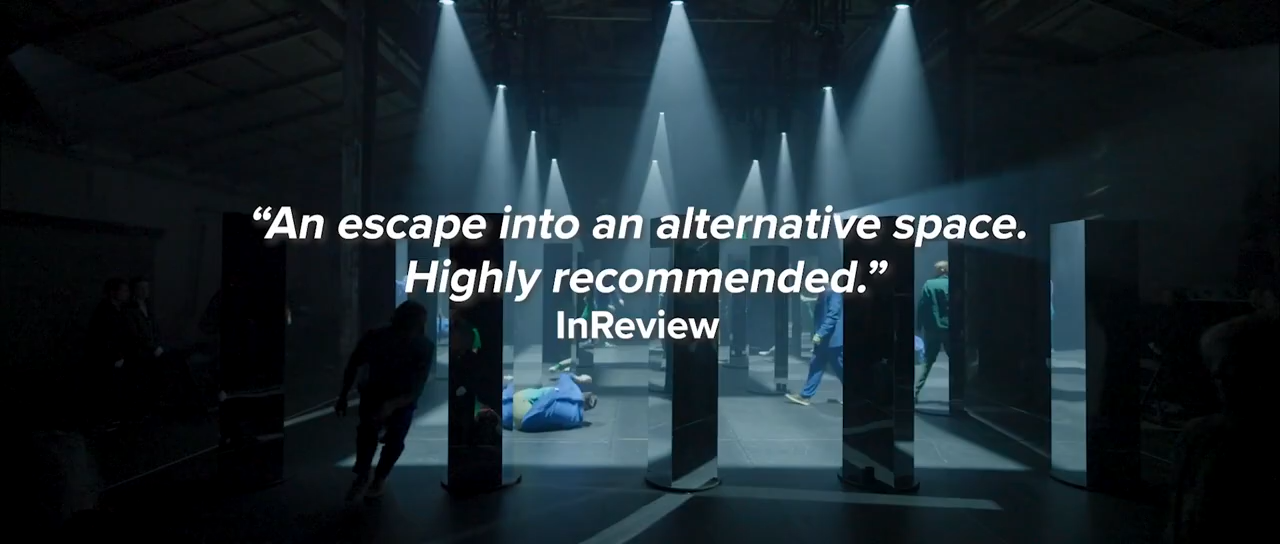 “An escape into an alternative space.
Highly recommended.”
InReview